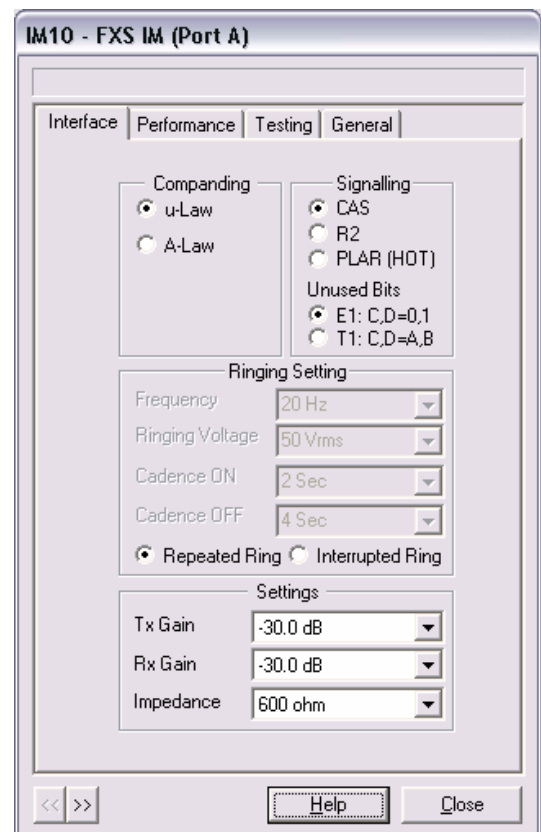 IM10 - FXS IM (Port A)
Interface Performance Testing General
Companding
u-Law
A-Law
Signalling
CAS
R2
PLAR (HOT)
Unused Bits
E1: C,D=0,1
T1: C,D=A,B
Ringing Setting
Frequency 20 Hz
Ringing Voltage 50 Vrms
Cadence ON 2 Sec
Cadence OFF 4 Sec
Repeated Ring Interrupted Ring
Settings
Tx Gain -30.0 dB
Rx Gain -30.0 dB
Impedance 600 ohm
<< >> Help Close